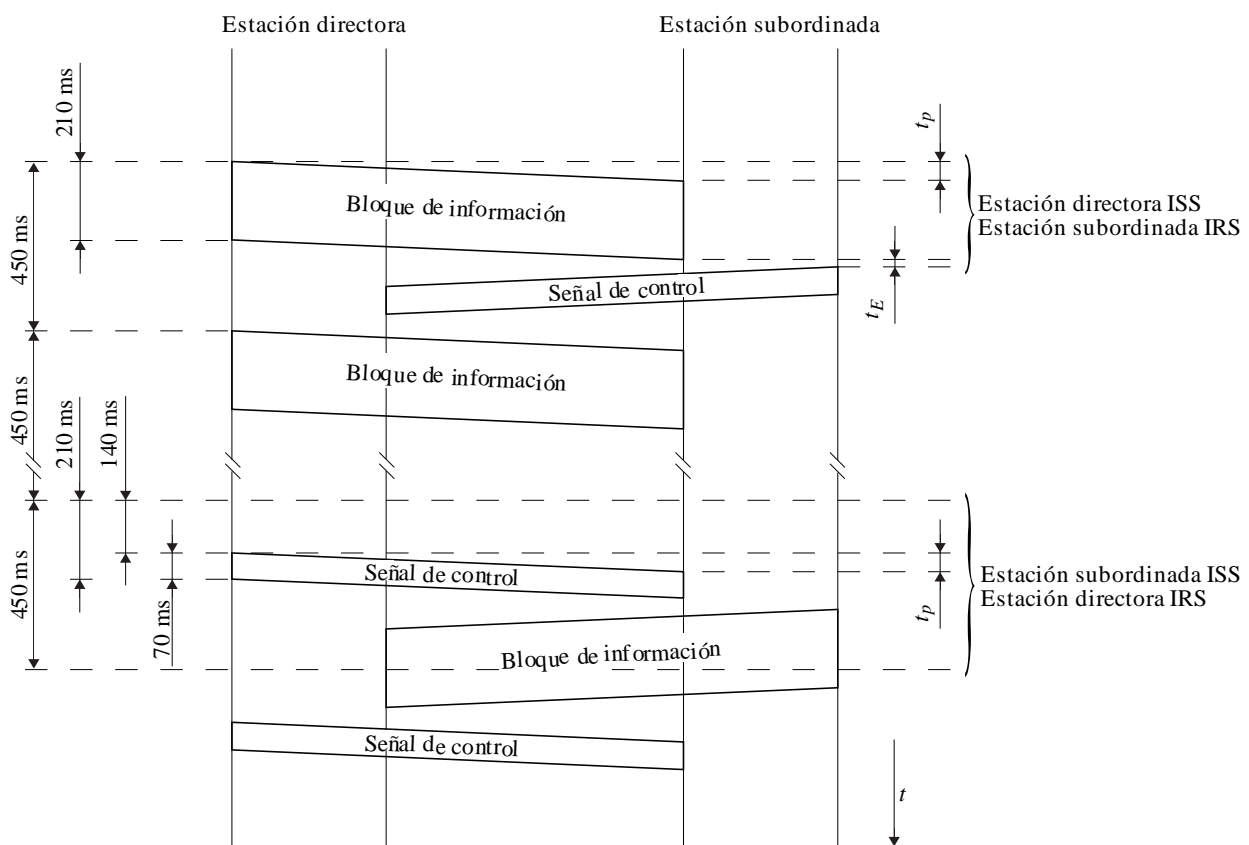 Estación directora
Estación subordinada
210 ms
t_p
Bloque de información
Estación directora ISS
Estación subordinada IRS
450 ms
Señal de control
t_E
Bloque de información
450 ms
210 ms
140 ms
Señal de control
Estación subordinada ISS
Estación directora IRS
450 ms
70 ms
t_p
Bloque de información
Señal de control
t